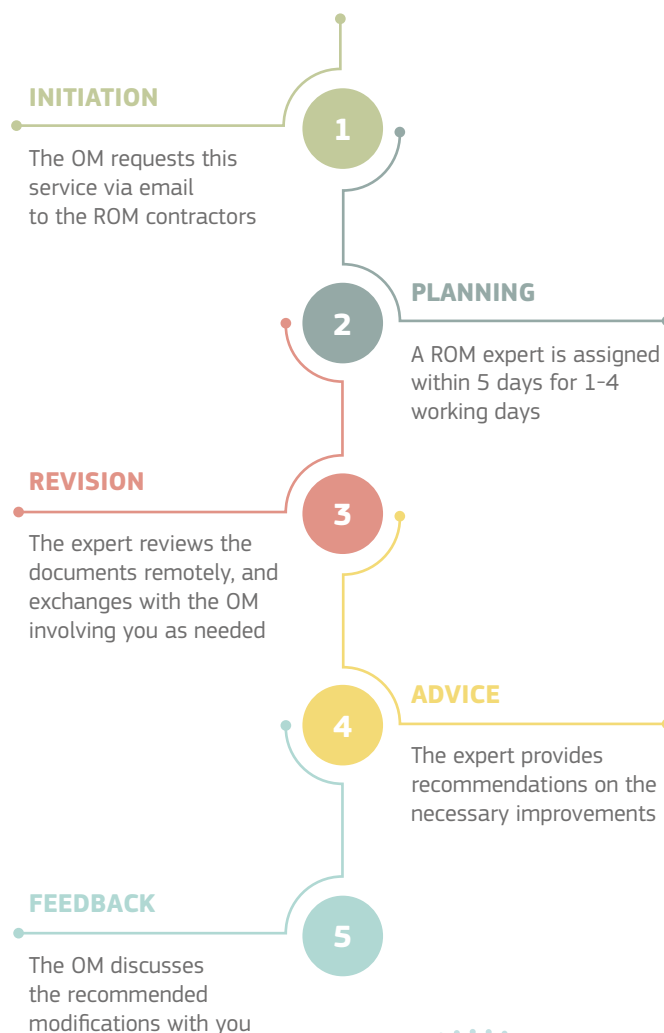 INITIATION
1
The OM requests this
service via email
to the ROM contractors
PLANNING
2
A ROM expert is assigned
within 5 days for 1-4
working days
REVISION
3
The expert reviews the
documents remotely, and
exchanges with the OM
involving you as needed
ADVICE
4
The expert provides
recommendations on the
necessary improvements
FEEDBACK
5
The OM discusses
the recommended
modifications with you